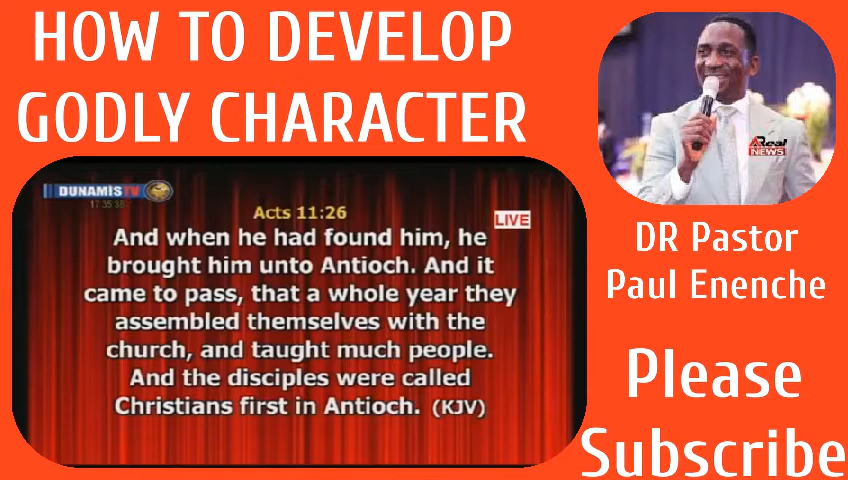 HOW TO DEVELOP
GODLY CHARACTER
DUNAMIS TV
Acts 11:26
LIVE
And when he had found him, he
brought him unto Antioch. And it
came to pass, that a whole year they
assembled themselves with the
church, and taught much people.
And the disciples were called
Christians first in Antioch. (KJV)
NEWS
DR Pastor
Paul Enenche
Please
Subscribe